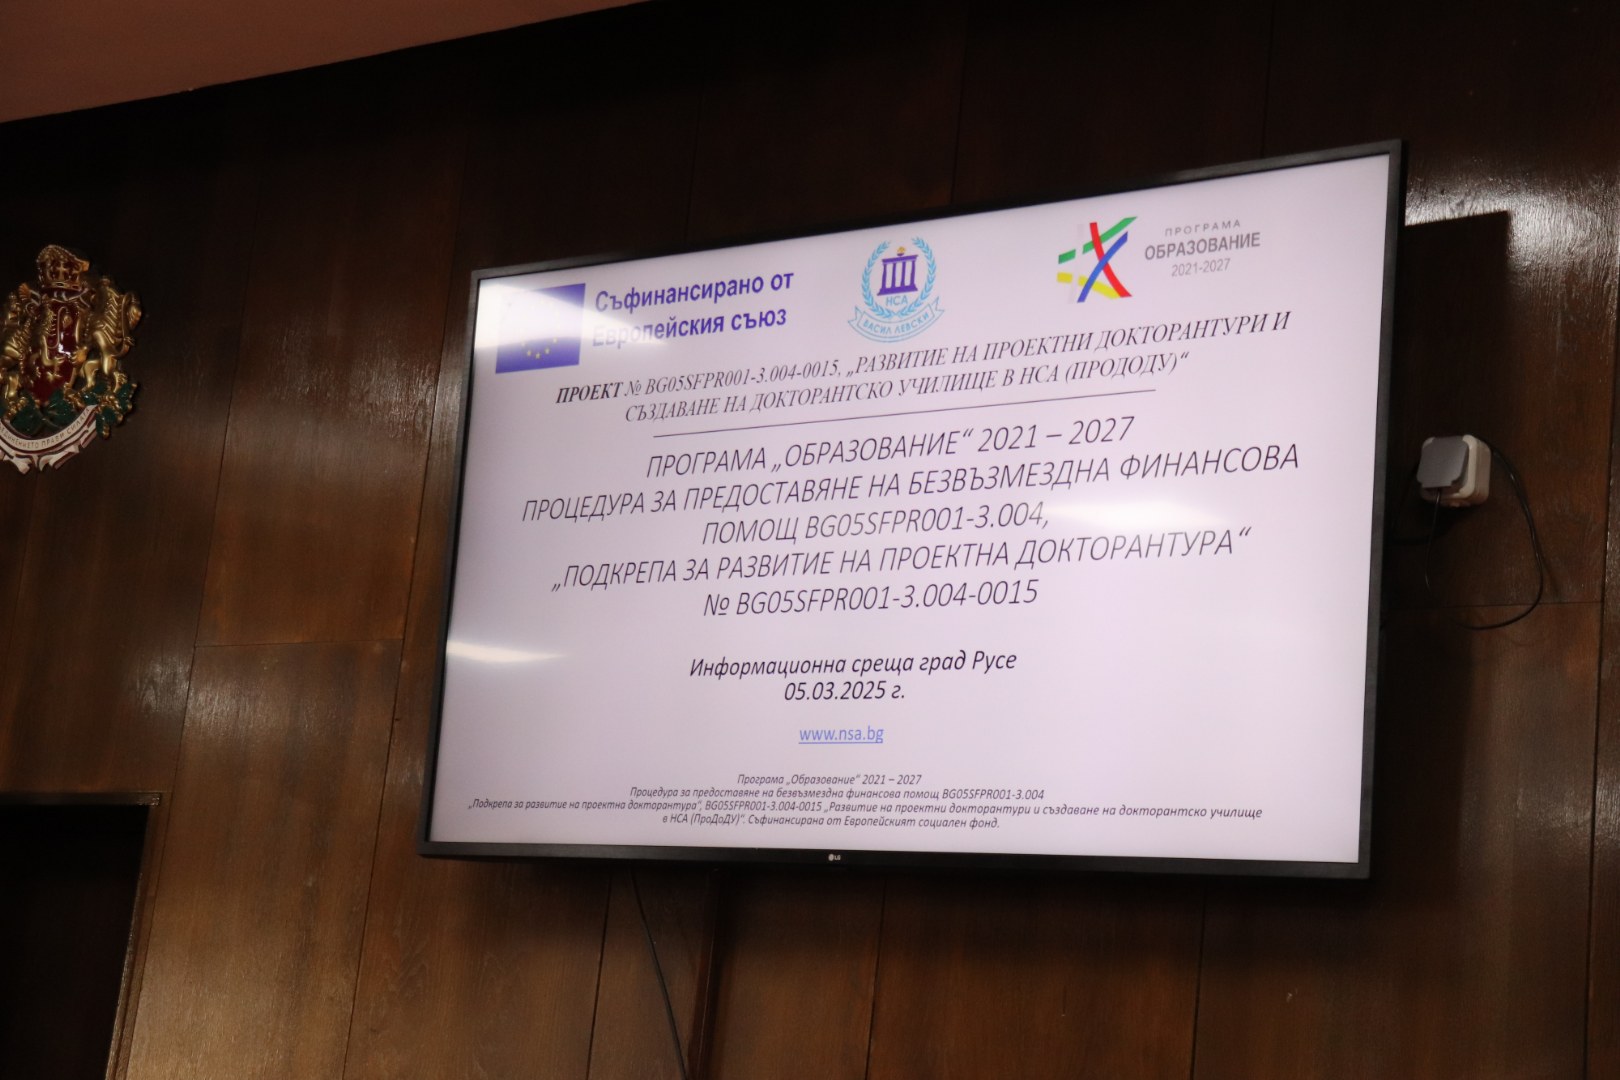 Съфинансирано от
Европейския съюз
НСА
ВАСИЛ ЛЕВСКИ
ПРОГРАМА
ОБРАЗОВАНИЕ
2021-2027
ПРОЕКТ № BG05SFPR001-3.004-0015, „РАЗВИТИЕ НА ПРОЕКТНИ ДОКТОРАНТУРИ И
СЪЗДАВАНЕ НА ДОКТОРАНТСКО УЧИЛИЩЕ В НСА (ПРОДОДУ)“
ПРОГРАМА „ОБРАЗОВАНИЕ“ 2021 – 2027
ПРОЦЕДУРА ЗА ПРЕДОСТАВЯНЕ НА БЕЗВЪЗМЕЗДНА ФИНАНСОВА
ПОМОЩ BG05SFPR001-3.004,
„ПОДКРЕПА ЗА РАЗВИТИЕ НА ПРОЕКТНА ДОКТОРАНТУРА“
№ BG05SFPR001-3.004-0015
Информационна среща град Русе
05.03.2025 г.
www.nsa.bg
Програма „Образование“ 2021 – 2027
Процедура за предоставяне на безвъзмездна финансова помощ BG05SFPR001-3.004
„Подкрепа за развитие на проектна докторантура“, BG05SFPR001-3.004-0015 „Развитие на проектни докторантури и създаване на докторантско училище
в НСА (ПроДоДУ)“. Съфинансирано от Европейският социален фонд.
LG